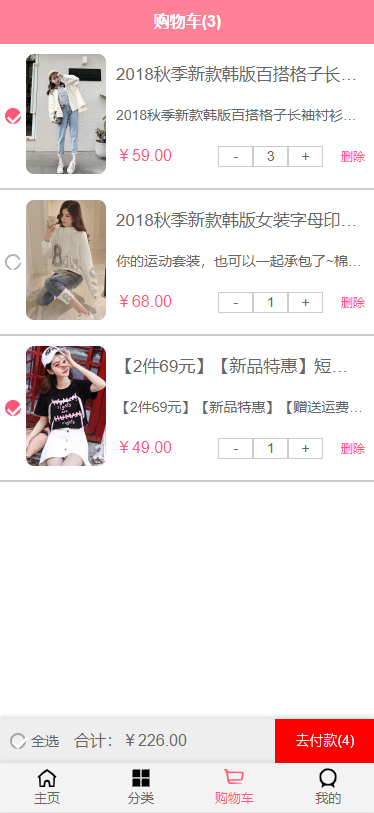 购物车(3)
2018秋季新款韩版百搭格子长...
2018秋季新款韩版百搭格子长袖衬衫...
￥59.00
- 3 +
删除
2018秋季新款韩版女装字母印...
你的运动套装，也可以一起承包了~棉...
￥68.00
- 1 +
删除
【2件69元】【新品特惠】短...
【2件69元】【新品特惠】【赠送运费...
￥49.00
- 1 +
删除
全选 合计：￥226.00
去付款(4)
主页
分类
购物车
我的